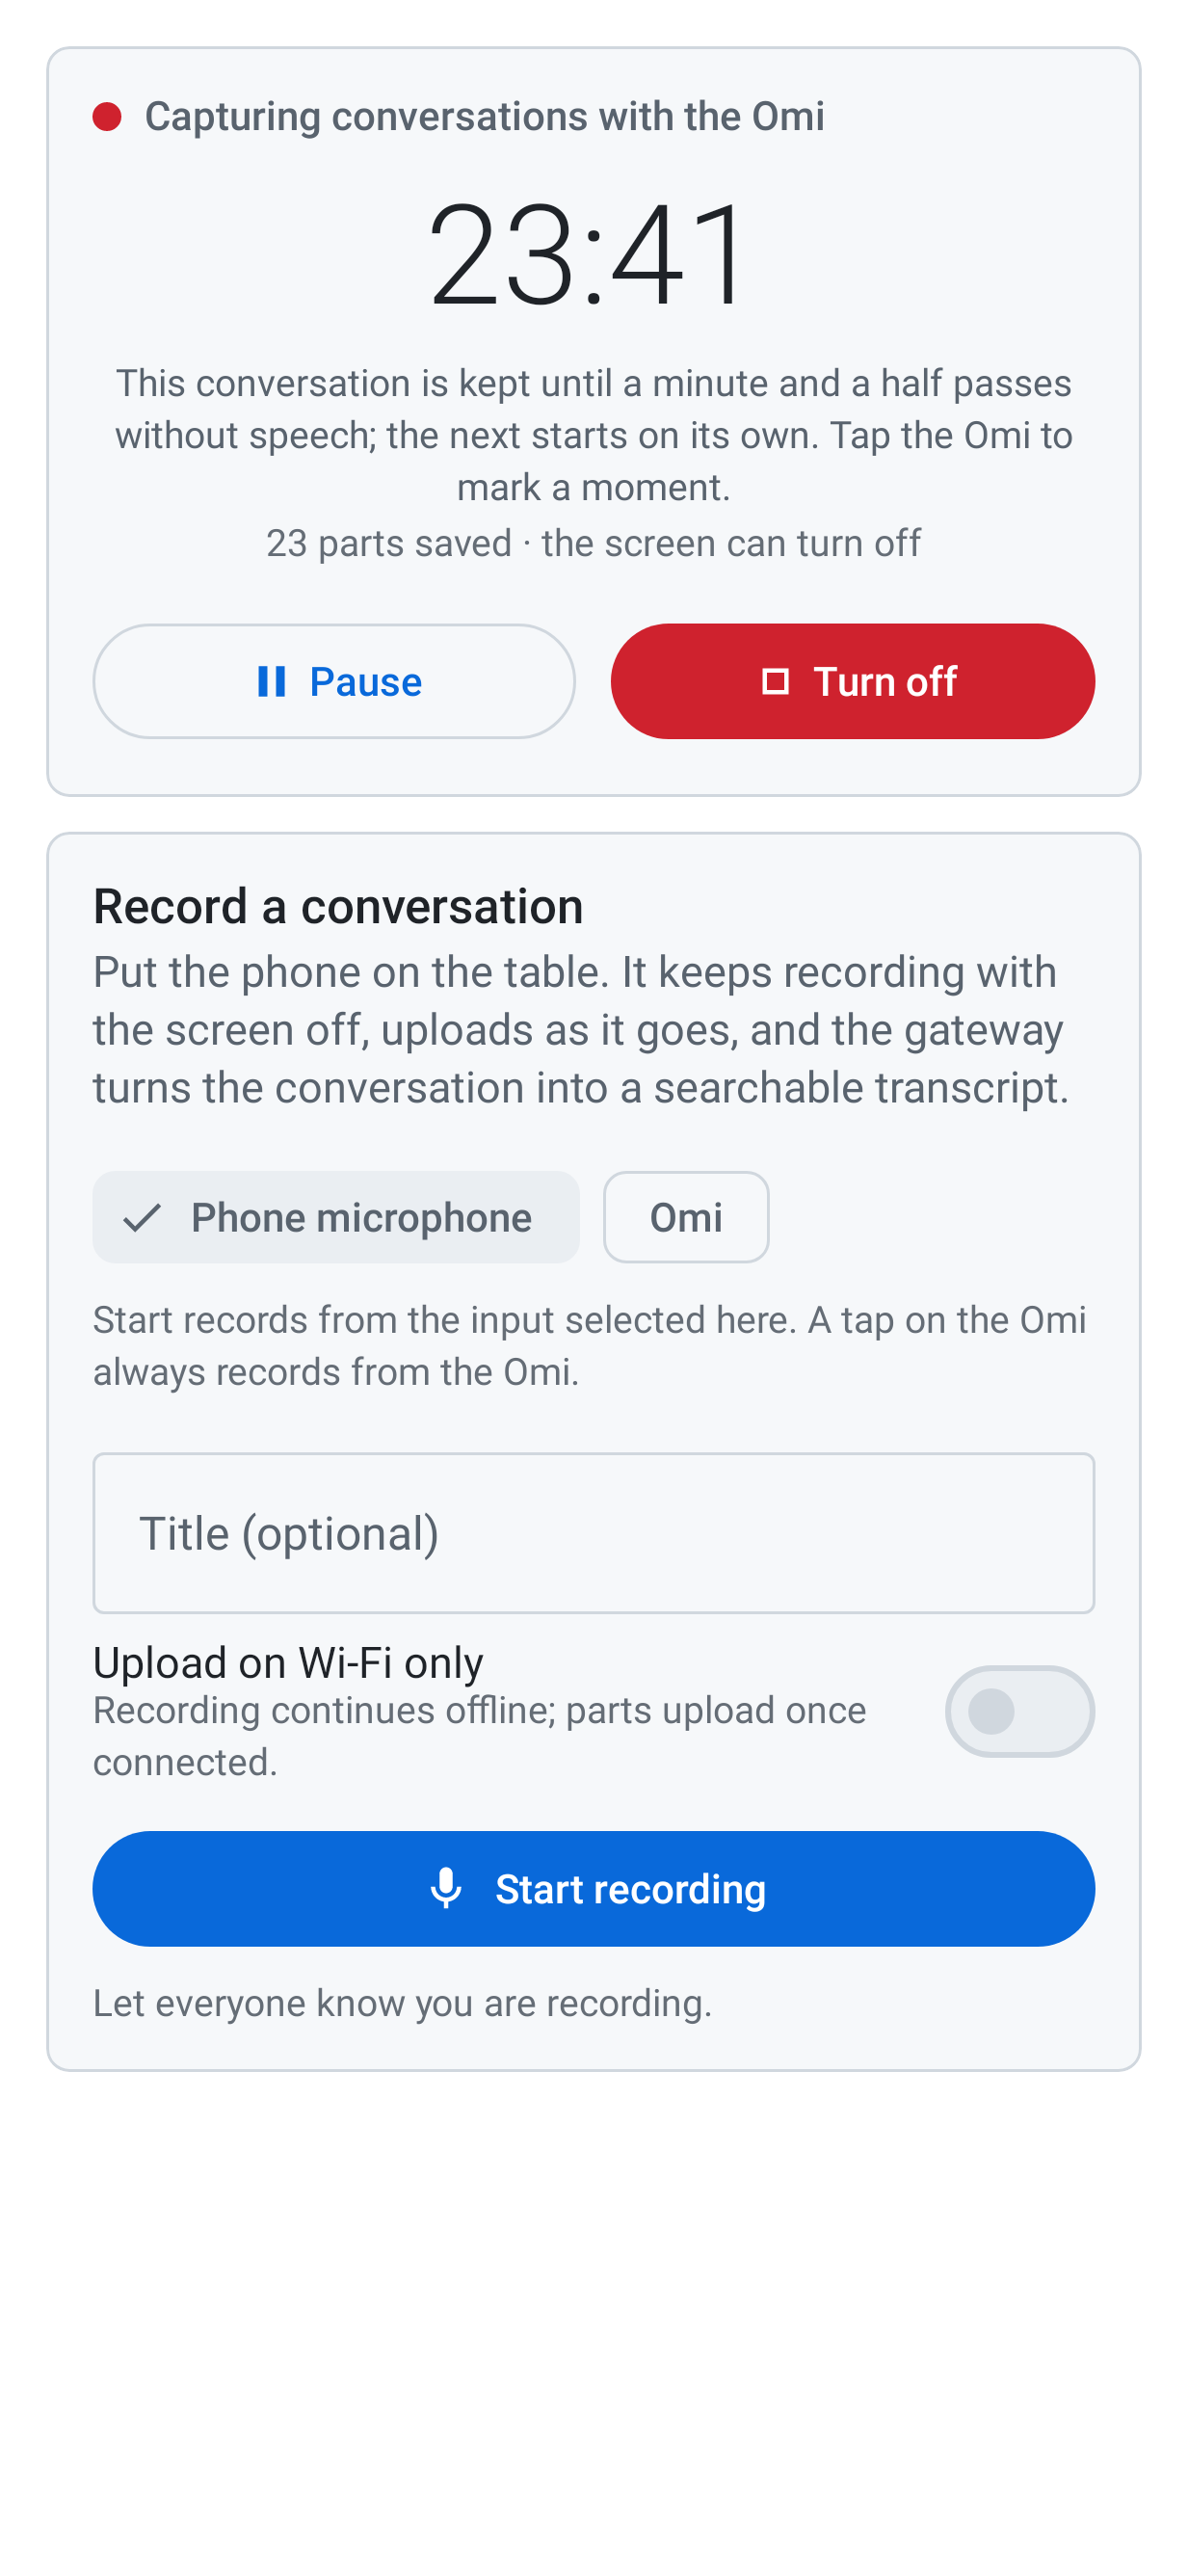 Capturing conversations with the Omi
23:41
This conversation is kept until a minute and a half passes
without speech; the next starts on its own. Tap the Omi to
mark a moment.
23 parts saved · the screen can turn off
Pause
Turn off
Record a conversation
Put the phone on the table. It keeps recording with
the screen off, uploads as it goes, and the gateway
turns the conversation into a searchable transcript.
Phone microphone
Omi
Start records from the input selected here. A tap on the Omi
always records from the Omi.
Title (optional)
Upload on Wi-Fi only
Recording continues offline; parts upload once
connected.
Start recording
Let everyone know you are recording.